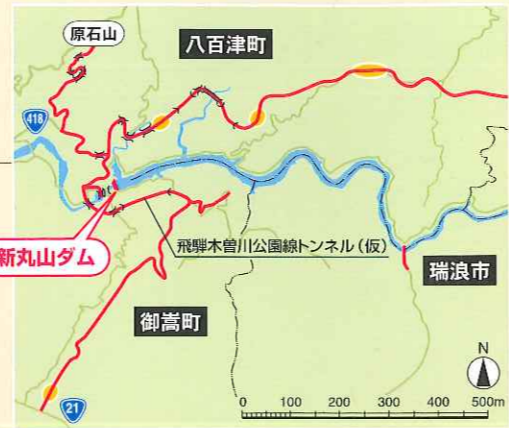 原石山
八百津町
418
新丸山ダム
飛騨木曽川公園線トンネル(仮)
瑞浪市
御嵩町
21
N
0 100 200 300 400 500m